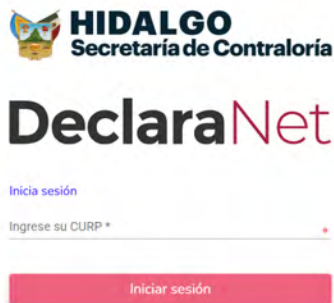 HIDALGO
Secretaría de Contraloría
DeclaraNet
Inicia sesión
Ingrese su CURP *
*
Iniciar sesión